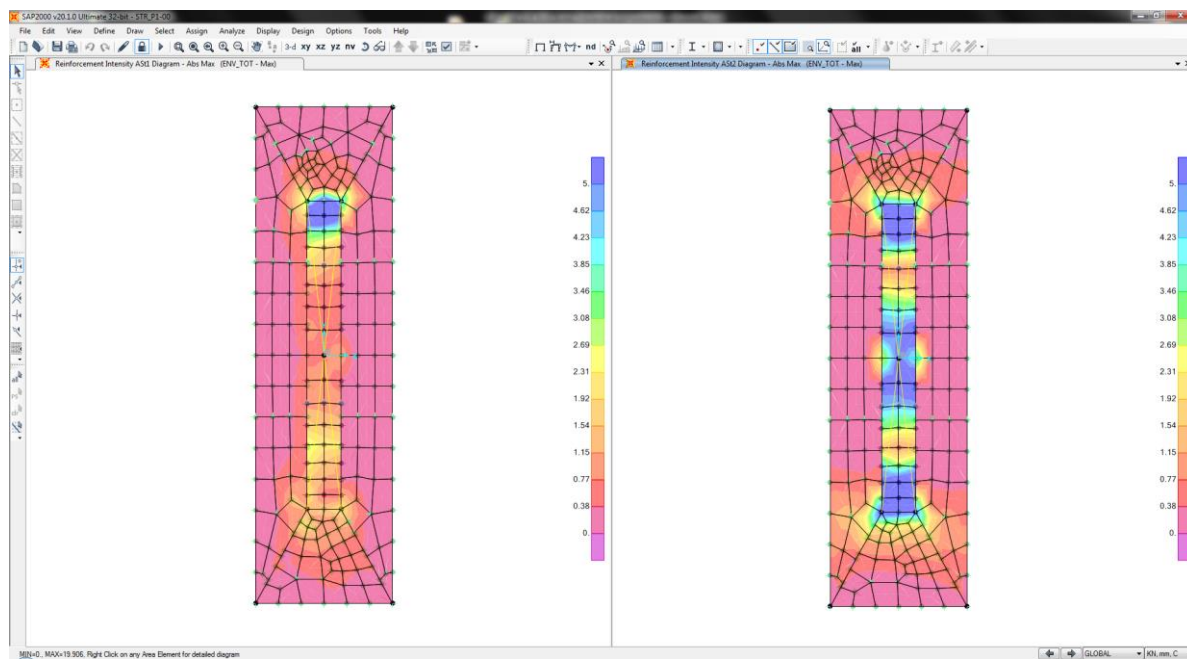 SAP2000 v20.1.0 Ultimate 32-bit - STR_P1-00
File Edit View Define Draw Select Assign Analyze Display Design Options Tools Help
3-d xy xz yz nv
nd
all
Reinforcement Intensity ASt1 Diagram - Abs Max (ENV_TOT - Max)
Reinforcement Intensity ASt2 Diagram - Abs Max (ENV_TOT - Max)
5.
4.62
4.23
3.85
3.46
3.08
2.69
2.31
1.92
1.54
1.15
0.77
0.38
0.
5.
4.62
4.23
3.85
3.46
3.08
2.69
2.31
1.92
1.54
1.15
0.77
0.38
0.
MIN=0., MAX=19.906, Right Click on any Area Element for detailed diagram
GLOBAL
KN, mm, C